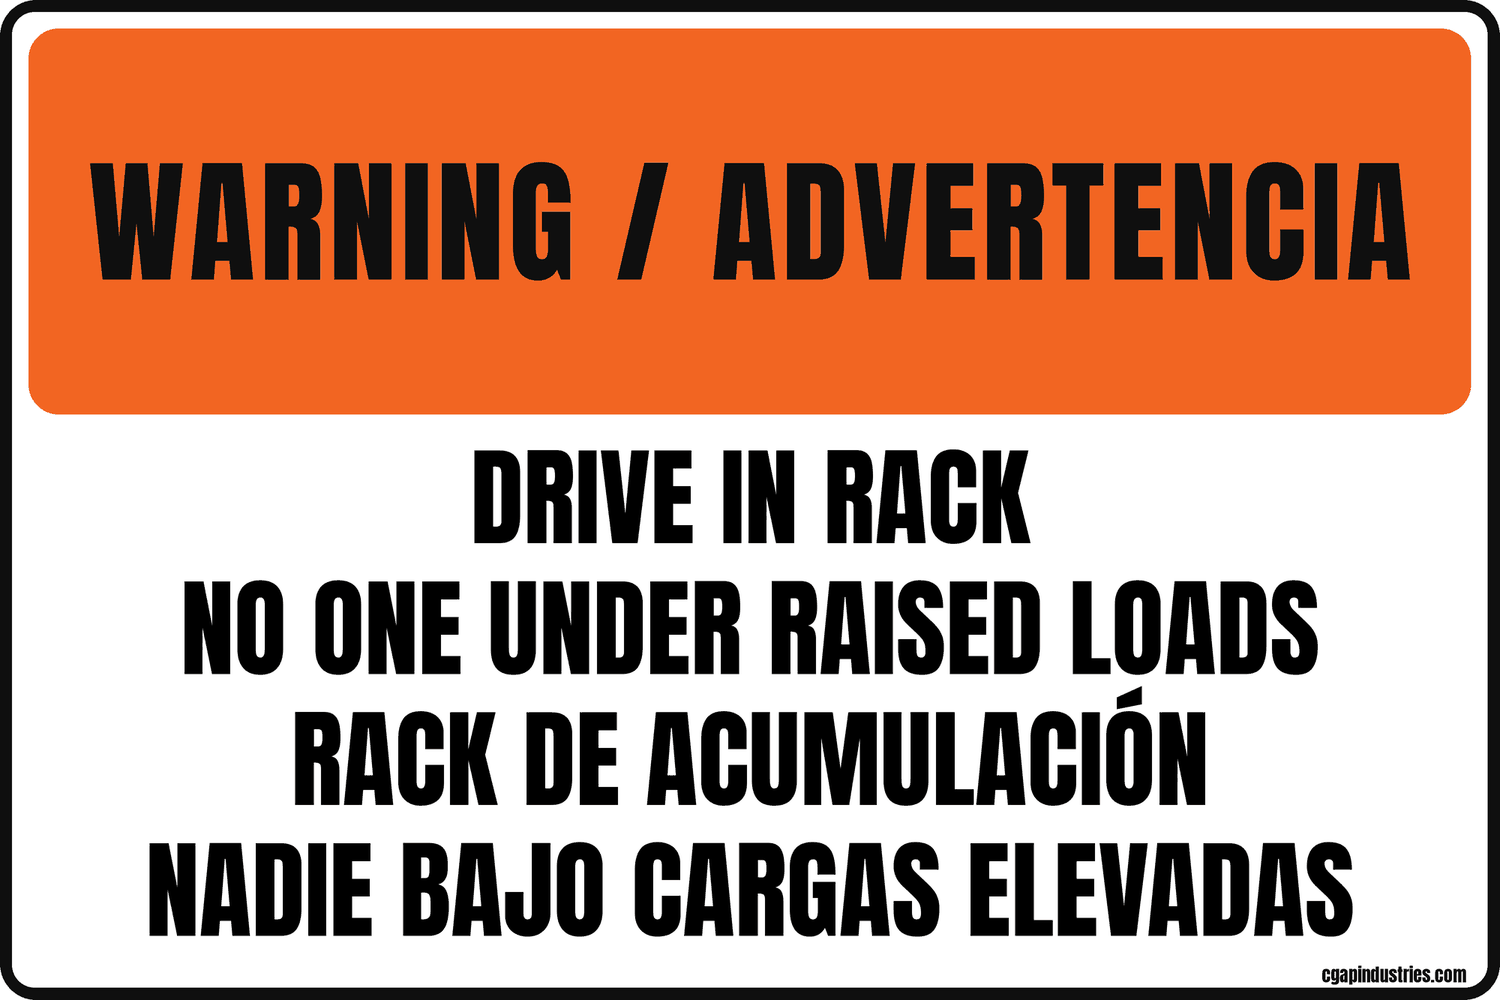 WARNING / ADVERTENCIA
DRIVE IN RACK
NO ONE UNDER RAISED LOADS
RACK DE ACUMULACIÓN
NADIE BAJO CARGAS ELEVADAS
cgapindustries.com